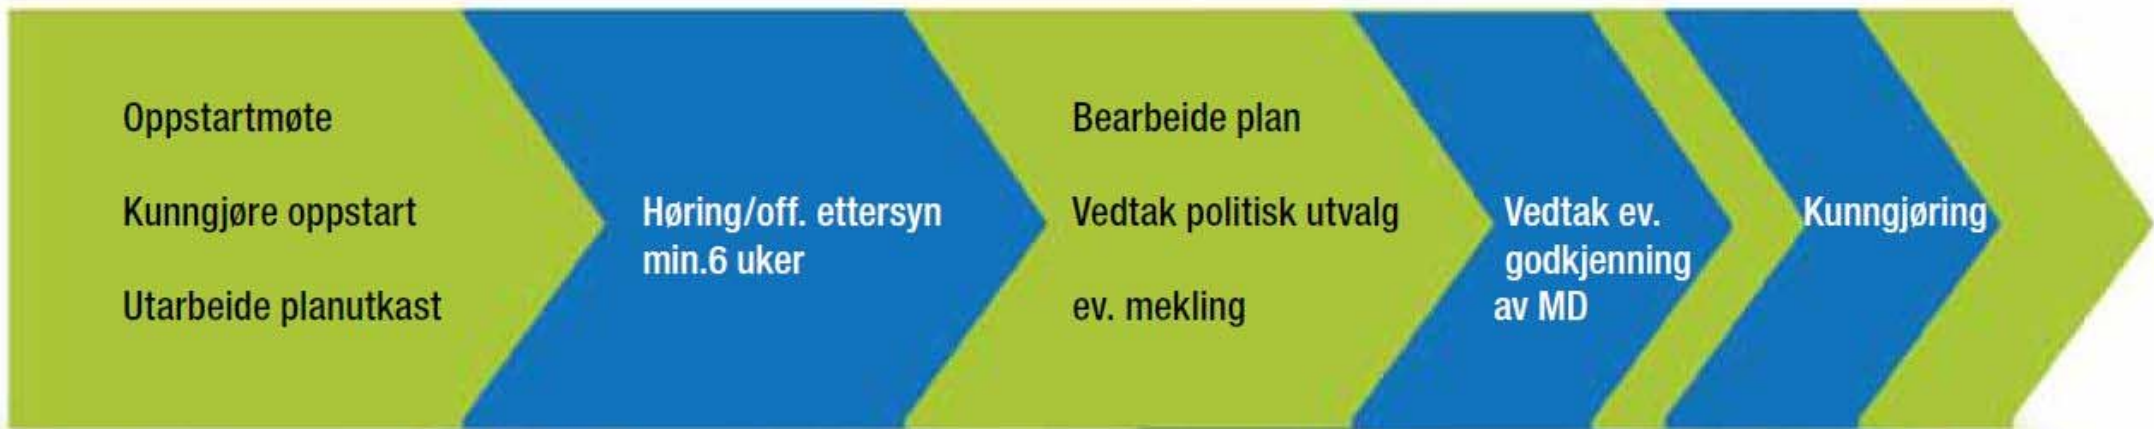 Oppstartmøte
Kunngjøre oppstart
Utarbeide planutkast
Høring/off. ettersyn
min.6 uker
Bearbeide plan
Vedtak politisk utvalg
ev. mekling
Vedtak ev.
godkjenning
av MD
Kunngjøring